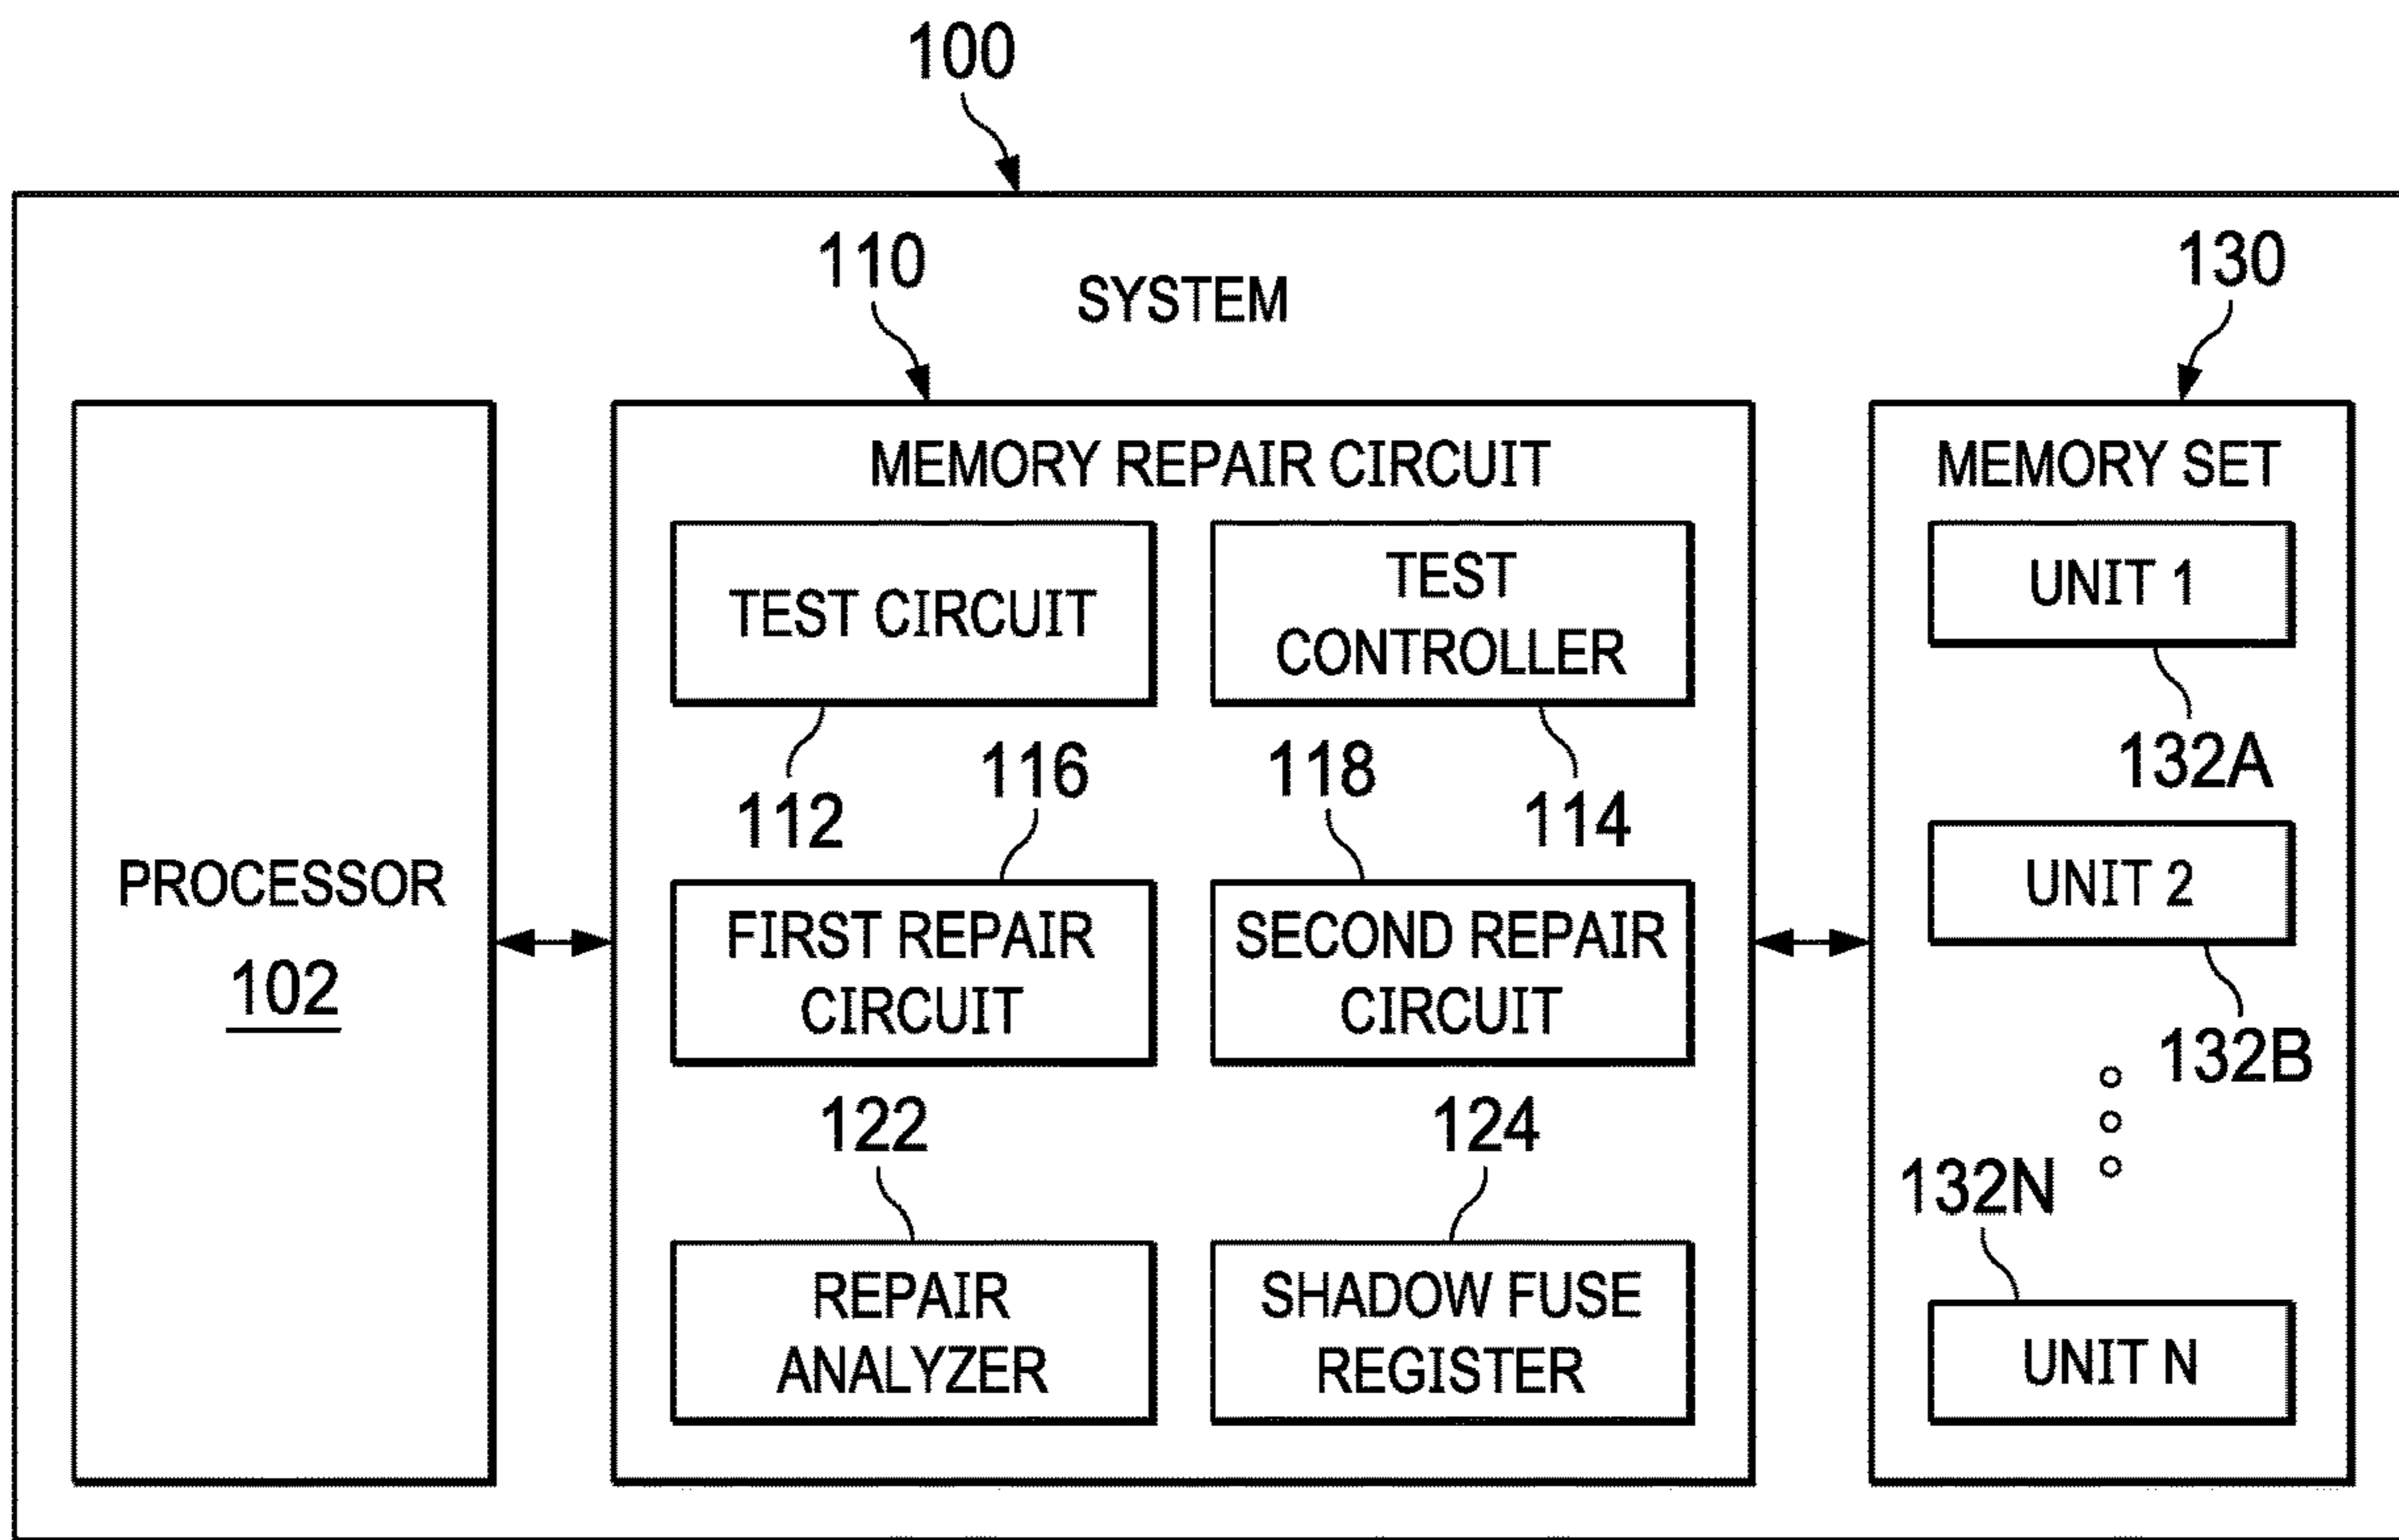 100
SYSTEM
110
130
PROCESSOR
102
MEMORY REPAIR CIRCUIT
TEST CIRCUIT
112
TEST
CONTROLLER
114
116
FIRST REPAIR
CIRCUIT
118
SECOND REPAIR
CIRCUIT
122
REPAIR
ANALYZER
124
SHADOW FUSE
REGISTER
MEMORY SET
UNIT 1
132A
UNIT 2
132B
132N
UNIT N